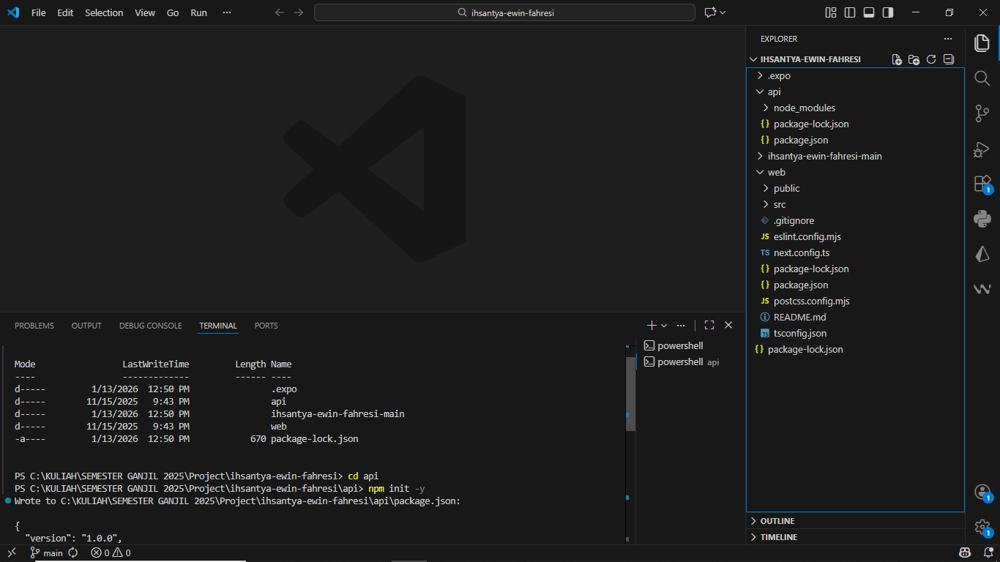 File Edit Selection View Go Run ···
ihsantya-ewin-fahresi
EXPLORER
IHSANTYA-EWIN-FAHRESI
.expo
api
node_modules
package-lock.json
package.json
ihsantya-ewin-fahresi-main
web
public
src
.gitignore
JS eslint.config.mjs
TS next.config.ts
package-lock.json
package.json
JS postcss.config.mjs
README.md
tsconfig.json
package-lock.json
OUTLINE
TIMELINE
1
1
1
PROBLEMS OUTPUT DEBUG CONSOLE TERMINAL PORTS
powershell
powershell api
Mode LastWriteTime Length Name
---- ------------- ------ ----
d----- 1/13/2026 12:50 PM .expo
d----- 11/15/2025 9:43 PM api
d----- 1/13/2026 12:50 PM ihsantya-ewin-fahresi-main
d----- 11/15/2025 9:43 PM web
-a---- 1/13/2026 12:50 PM 670 package-lock.json
PS C:\KULIAH\SEMESTER GANJIL 2025\Project\ihsantya-ewin-fahresi> cd api
PS C:\KULIAH\SEMESTER GANJIL 2025\Project\ihsantya-ewin-fahresi\api> npm init -y
Wrote to C:\KULIAH\SEMESTER GANJIL 2025\Project\ihsantya-ewin-fahresi\api\package.json:
{
"version": "1.0.0",
main 0 0